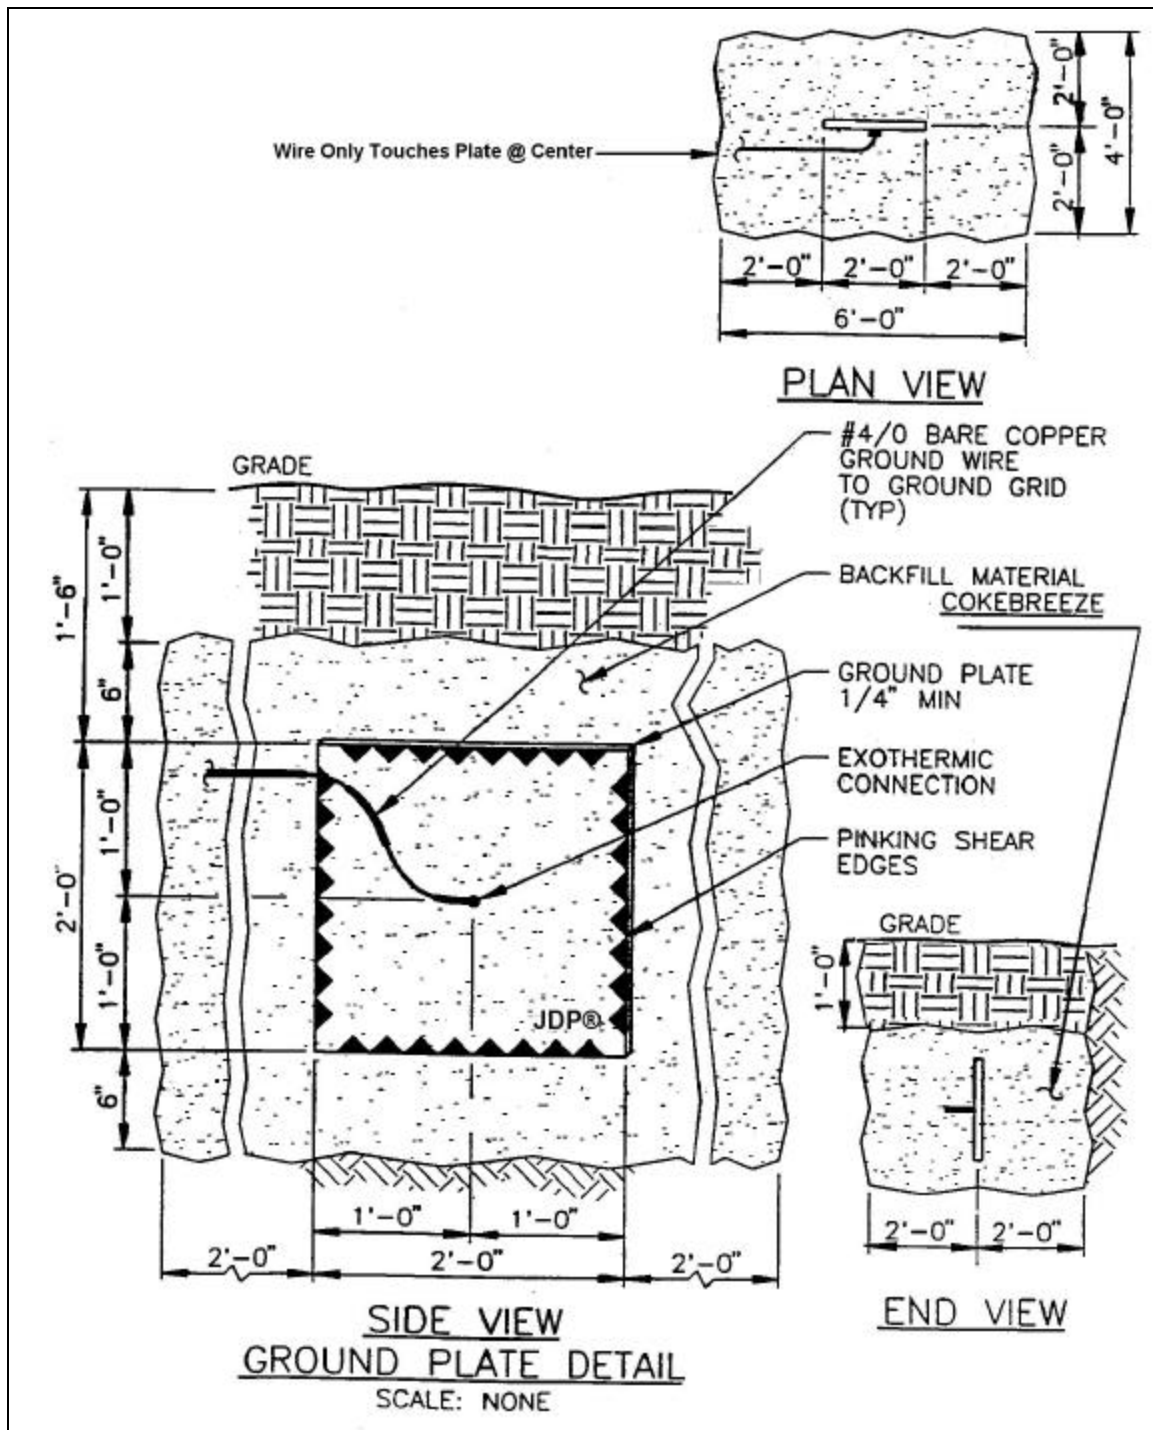 2'-0"
4'-0"
2'-0"
Wire Only Touches Plate @ Center
2'-0" 2'-0" 2'-0"
6'-0"
PLAN VIEW
#4/0 BARE COPPER
GROUND WIRE
TO GROUND GRID
(TYP)
GRADE
1'-6"
1'-0"
BACKFILL MATERIAL
COKEBREEZE
6"
GROUND PLATE
1/4" MIN
EXOTHERMIC
CONNECTION
1'-0"
PINKING SHEAR
EDGES
2'-0"
1'-0"
JDP®
6"
GRADE
1'-0"
1'-0" 1'-0"
2'-0" 2'-0" 2'-0"
2'-0" 2'-0"
SIDE VIEW
END VIEW
GROUND PLATE DETAIL
SCALE: NONE